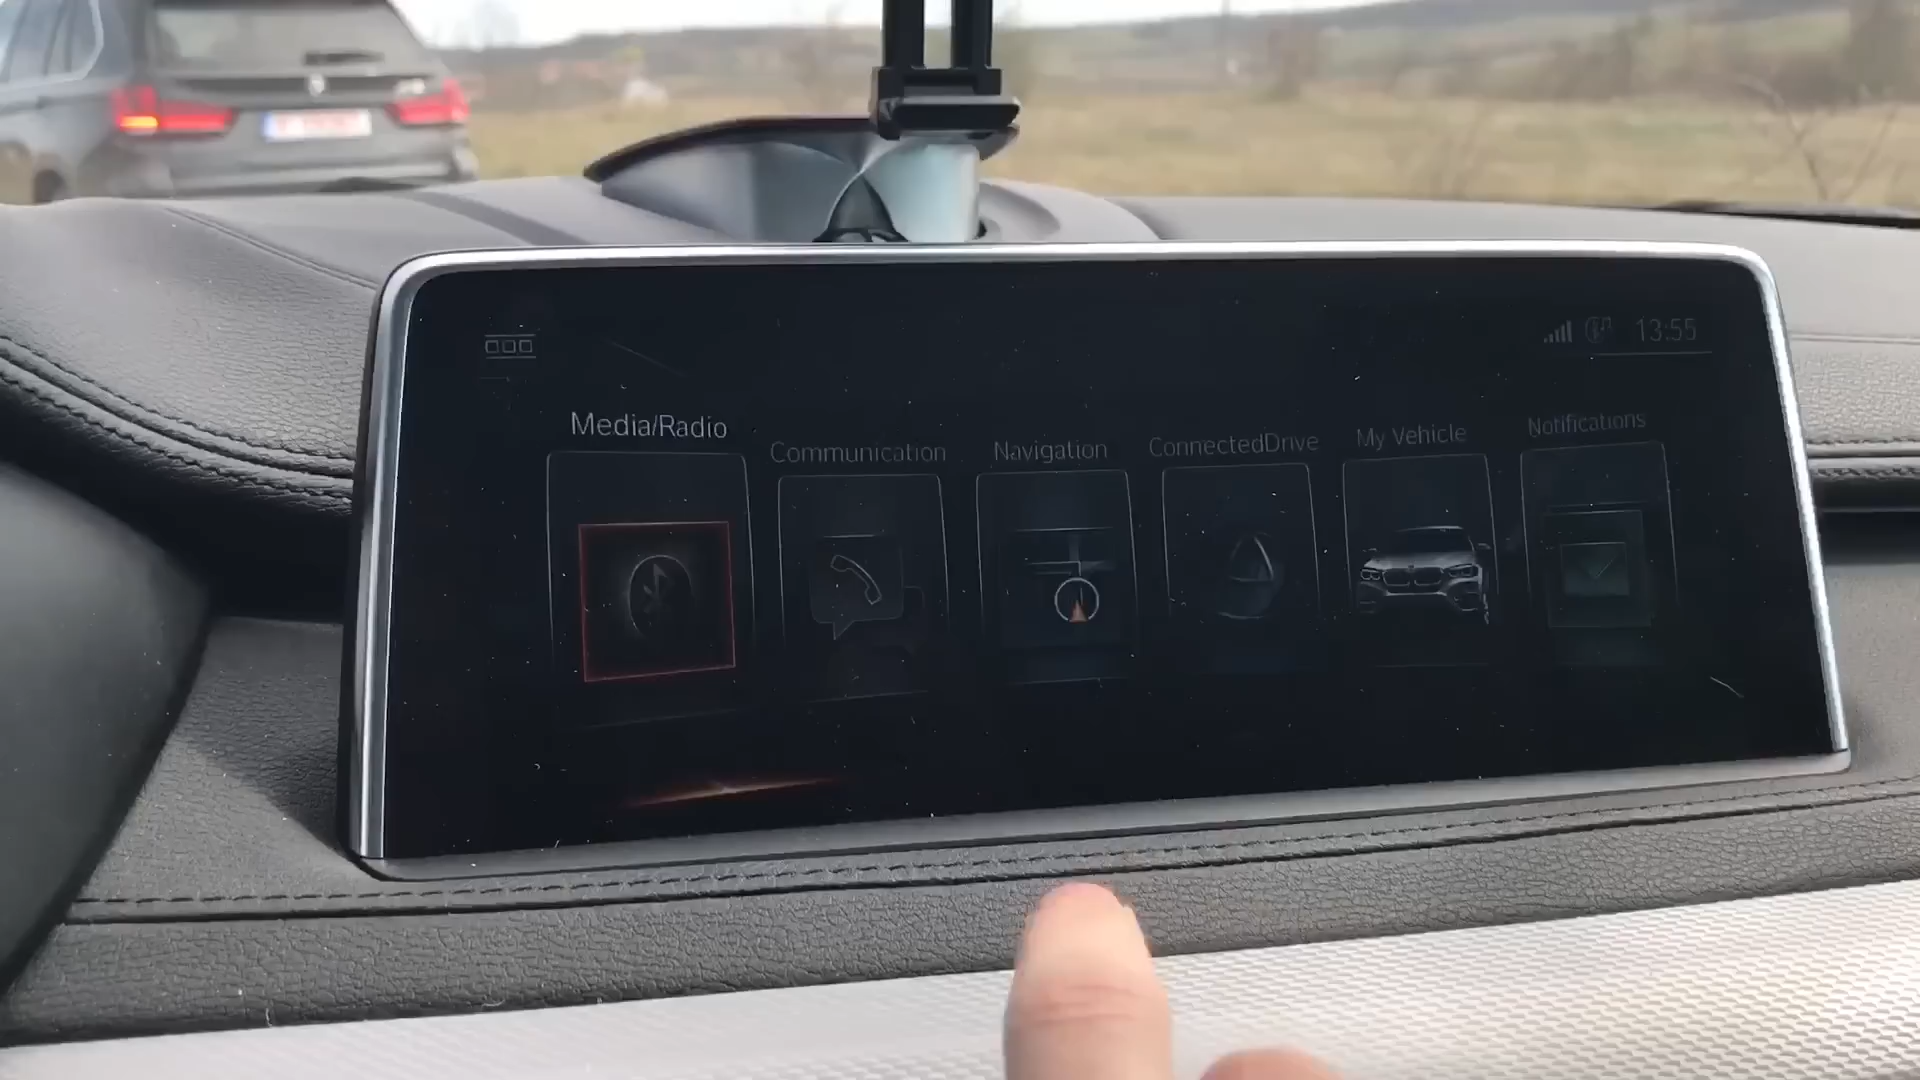 13:55
Media/Radio
Communication
Navigation
ConnectedDrive
My Vehicle
Notifications